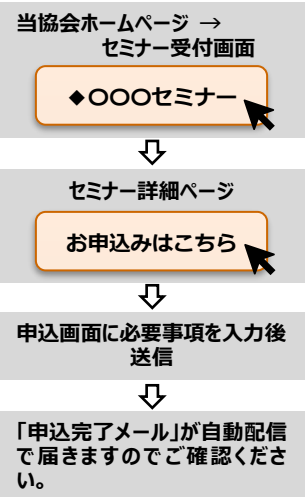 当協会ホームページ →
セミナー受付画面
◆〇〇〇セミナー
セミナー詳細ページ
お申込みはこちら
申込画面に必要事項を入力後
送信
「申込完了メール」が自動配信
で届きますのでご確認くださ
い。